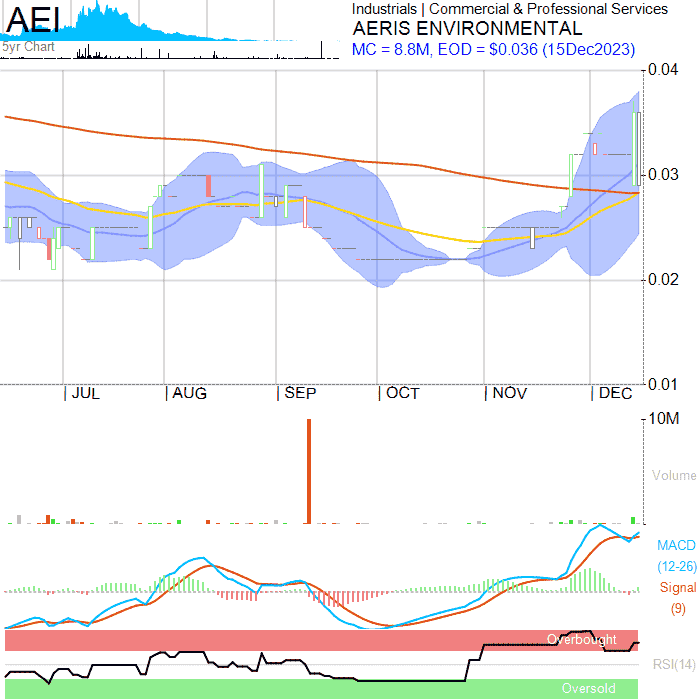 AEI
5yr Chart
Industrials | Commercial & Professional Services
AERIS ENVIRONMENTAL
MC = 8.8M, EOD = $0.036 (15Dec2023)
0.04
0.03
0.02
0.01
| JUL | AUG | SEP | OCT | NOV | DEC
10M
Volume
MACD
(12-26)
Signal
(9)
Overbought
RSI(14)
Oversold